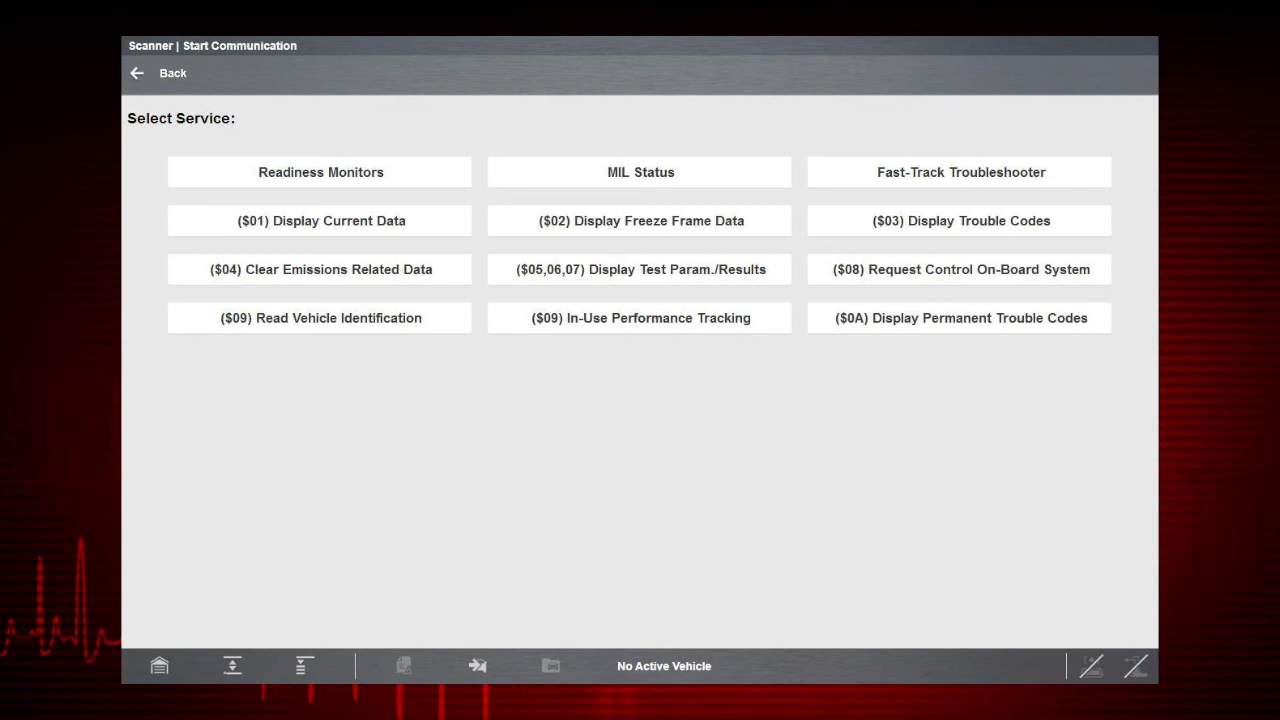 Scanner | Start Communication
Back
Select Service:
Readiness Monitors
MIL Status
Fast-Track Troubleshooter
($01) Display Current Data
($02) Display Freeze Frame Data
($03) Display Trouble Codes
($04) Clear Emissions Related Data
($05,06,07) Display Test Param./Results
($08) Request Control On-Board System
($09) Read Vehicle Identification
($09) In-Use Performance Tracking
($0A) Display Permanent Trouble Codes
No Active Vehicle